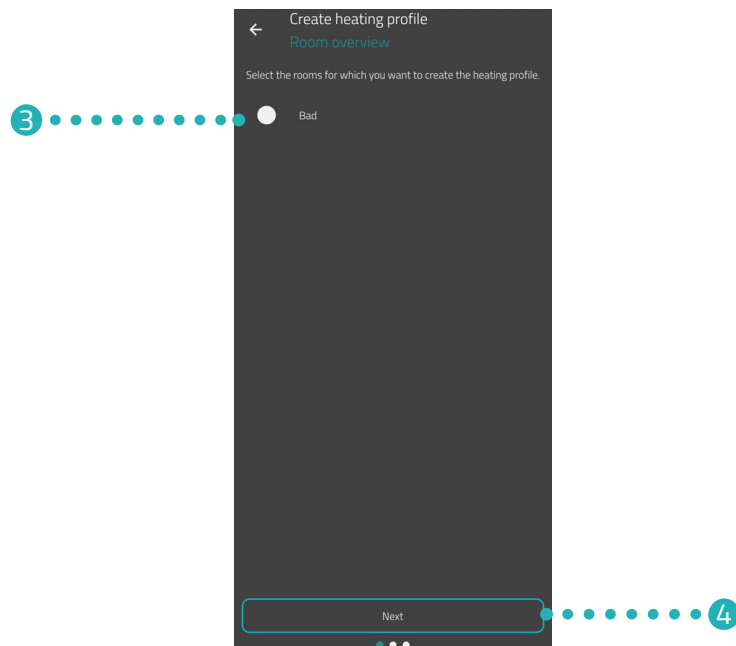 Create heating profile
Room overview
Select the rooms for which you want to create the heating profile.
3
Bad
Next
4